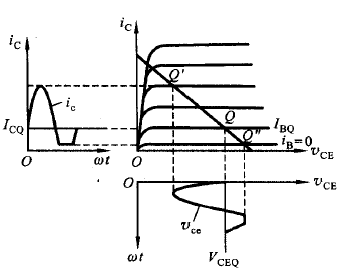 i_C
i_C
Q'
i_c
Q
I_BQ
I_CQ
Q"
i_B=0
O
ωt
O
v_CE
O
v_CE
v_ce
ωt
V_CEQ